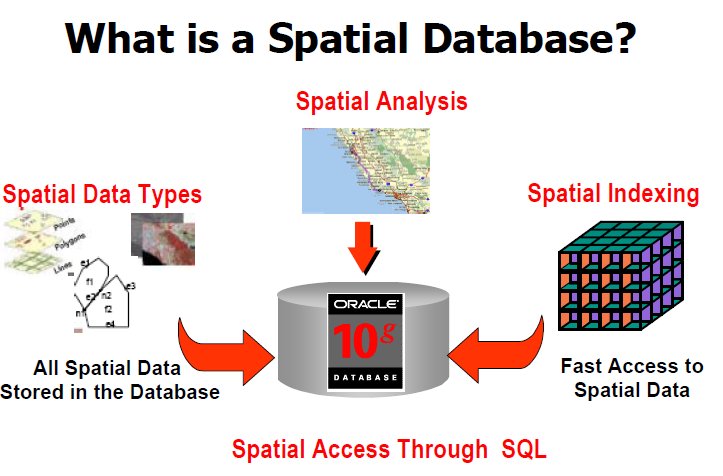 What is a Spatial Database?
Spatial Analysis
Spatial Data Types
Spatial Indexing
Points
Polygons
Lines
e1
f1
e3
e2 n2
n1
f2
e4
ORACLE®
10g
DATABASE
All Spatial Data
Stored in the Database
Fast Access to
Spatial Data
Spatial Access Through SQL